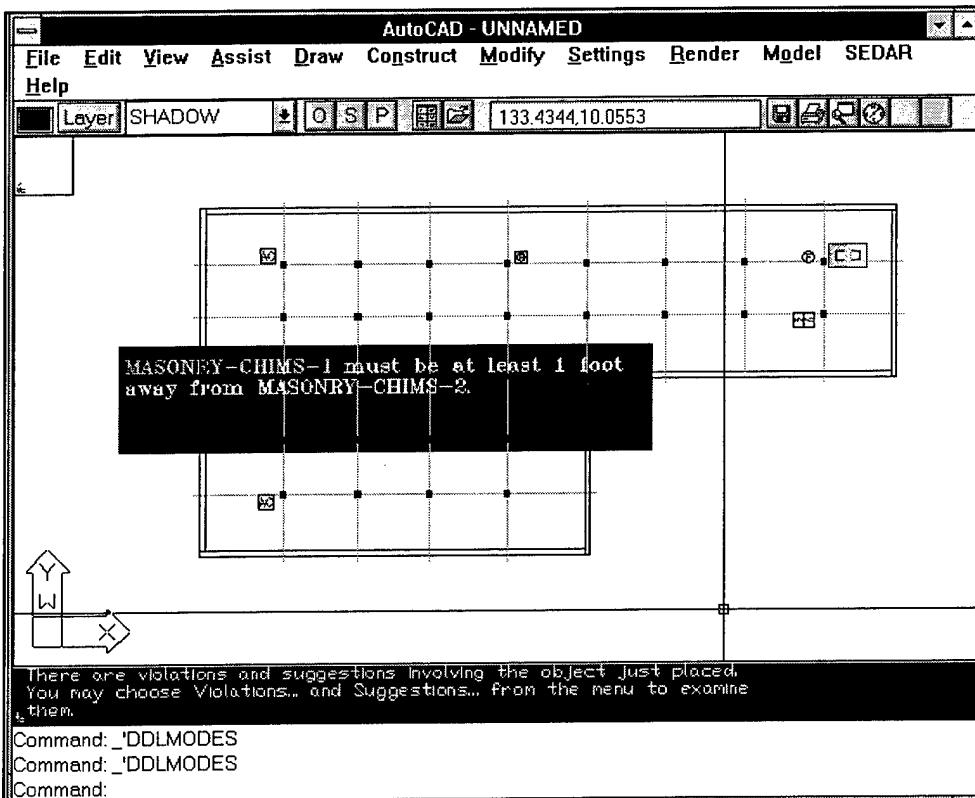 AutoCAD - UNNAMED
File Edit View Assist Draw Construct Modify Settings Render Model SEDAR
Help
Layer SHADOW O S P 133.4344,10.0553
AC
P
MASONRY-CHIMS-1 must be at least 1 foot
away from MASONRY-CHIMS-2.
AC
Y
W
X
There are violations and suggestions involving the object just placed.
You may choose Violations... and Suggestions... from the menu to examine
them.
Command: _'DDLMODES
Command: _'DDLMODES
Command: